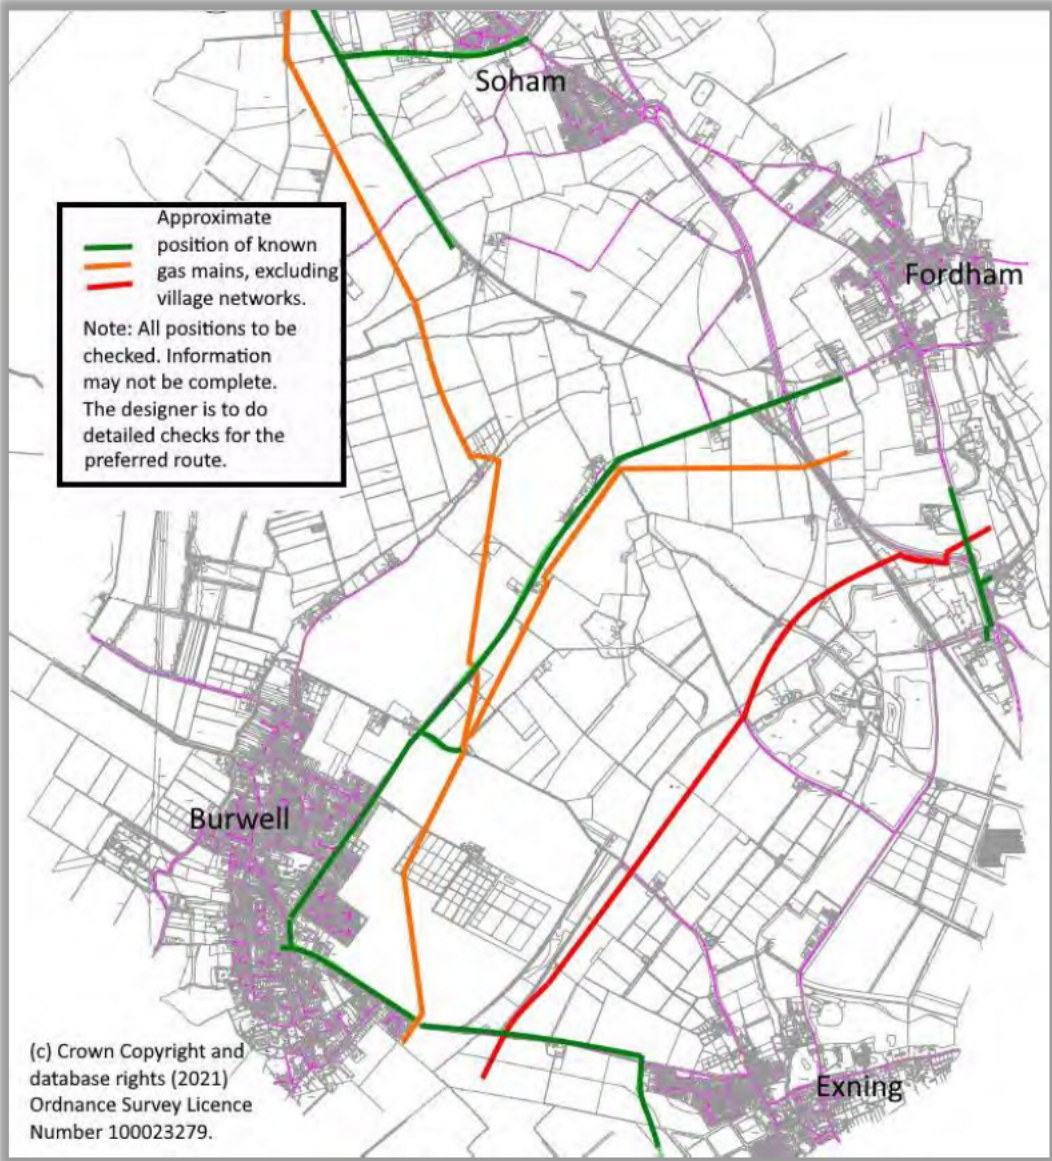 Soham
Approximate
position of known
gas mains, excluding
village networks.
Note: All positions to be
checked. Information
may not be complete.
The designer is to do
detailed checks for the
preferred route.
Fordham
Burwell
(c) Crown Copyright and
database rights (2021)
Ordnance Survey Licence
Number 100023279.
Exning